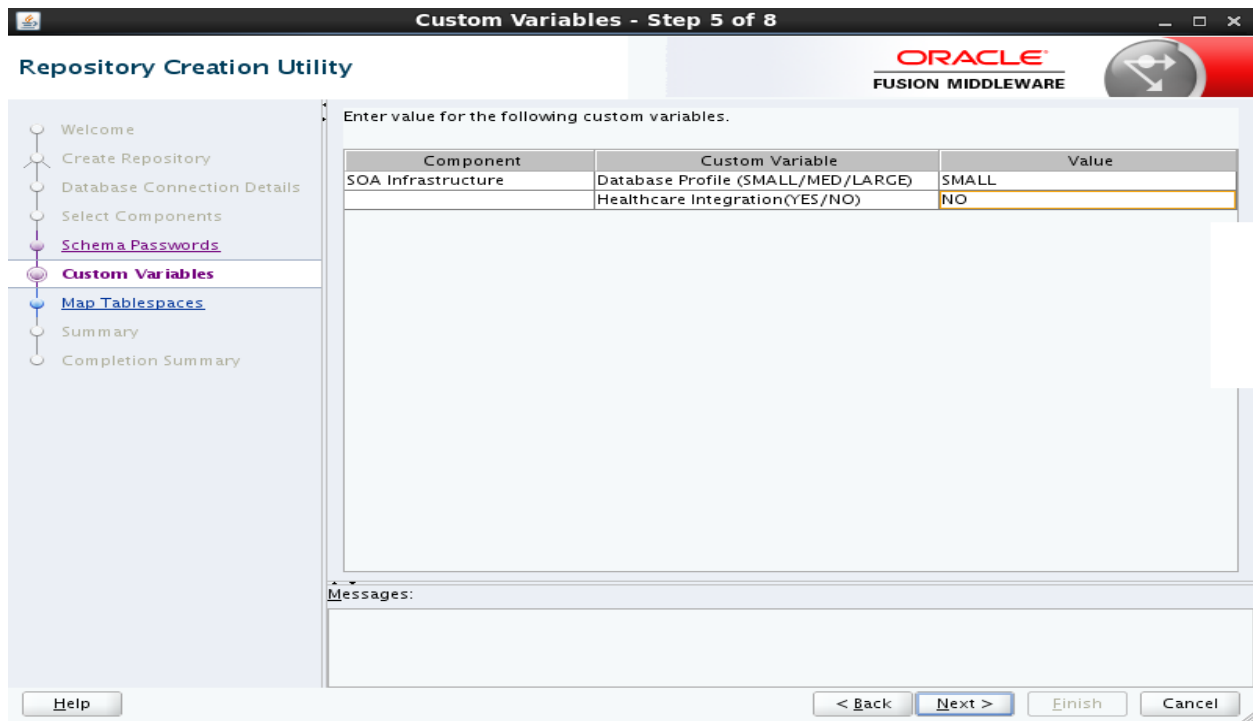 Custom Variables - Step 5 of 8
Repository Creation Utility
ORACLE
FUSION MIDDLEWARE
Welcome
Create Repository
Database Connection Details
Select Components
Schema Passwords
Custom Variables
Map Tablespaces
Summary
Completion Summary
Enter value for the following custom variables.
Component Custom Variable Value
SOA Infrastructure Database Profile (SMALL/MED/LARGE) SMALL
Healthcare Integration(YES/NO) NO
Messages:
Help < Back Next > Finish Cancel